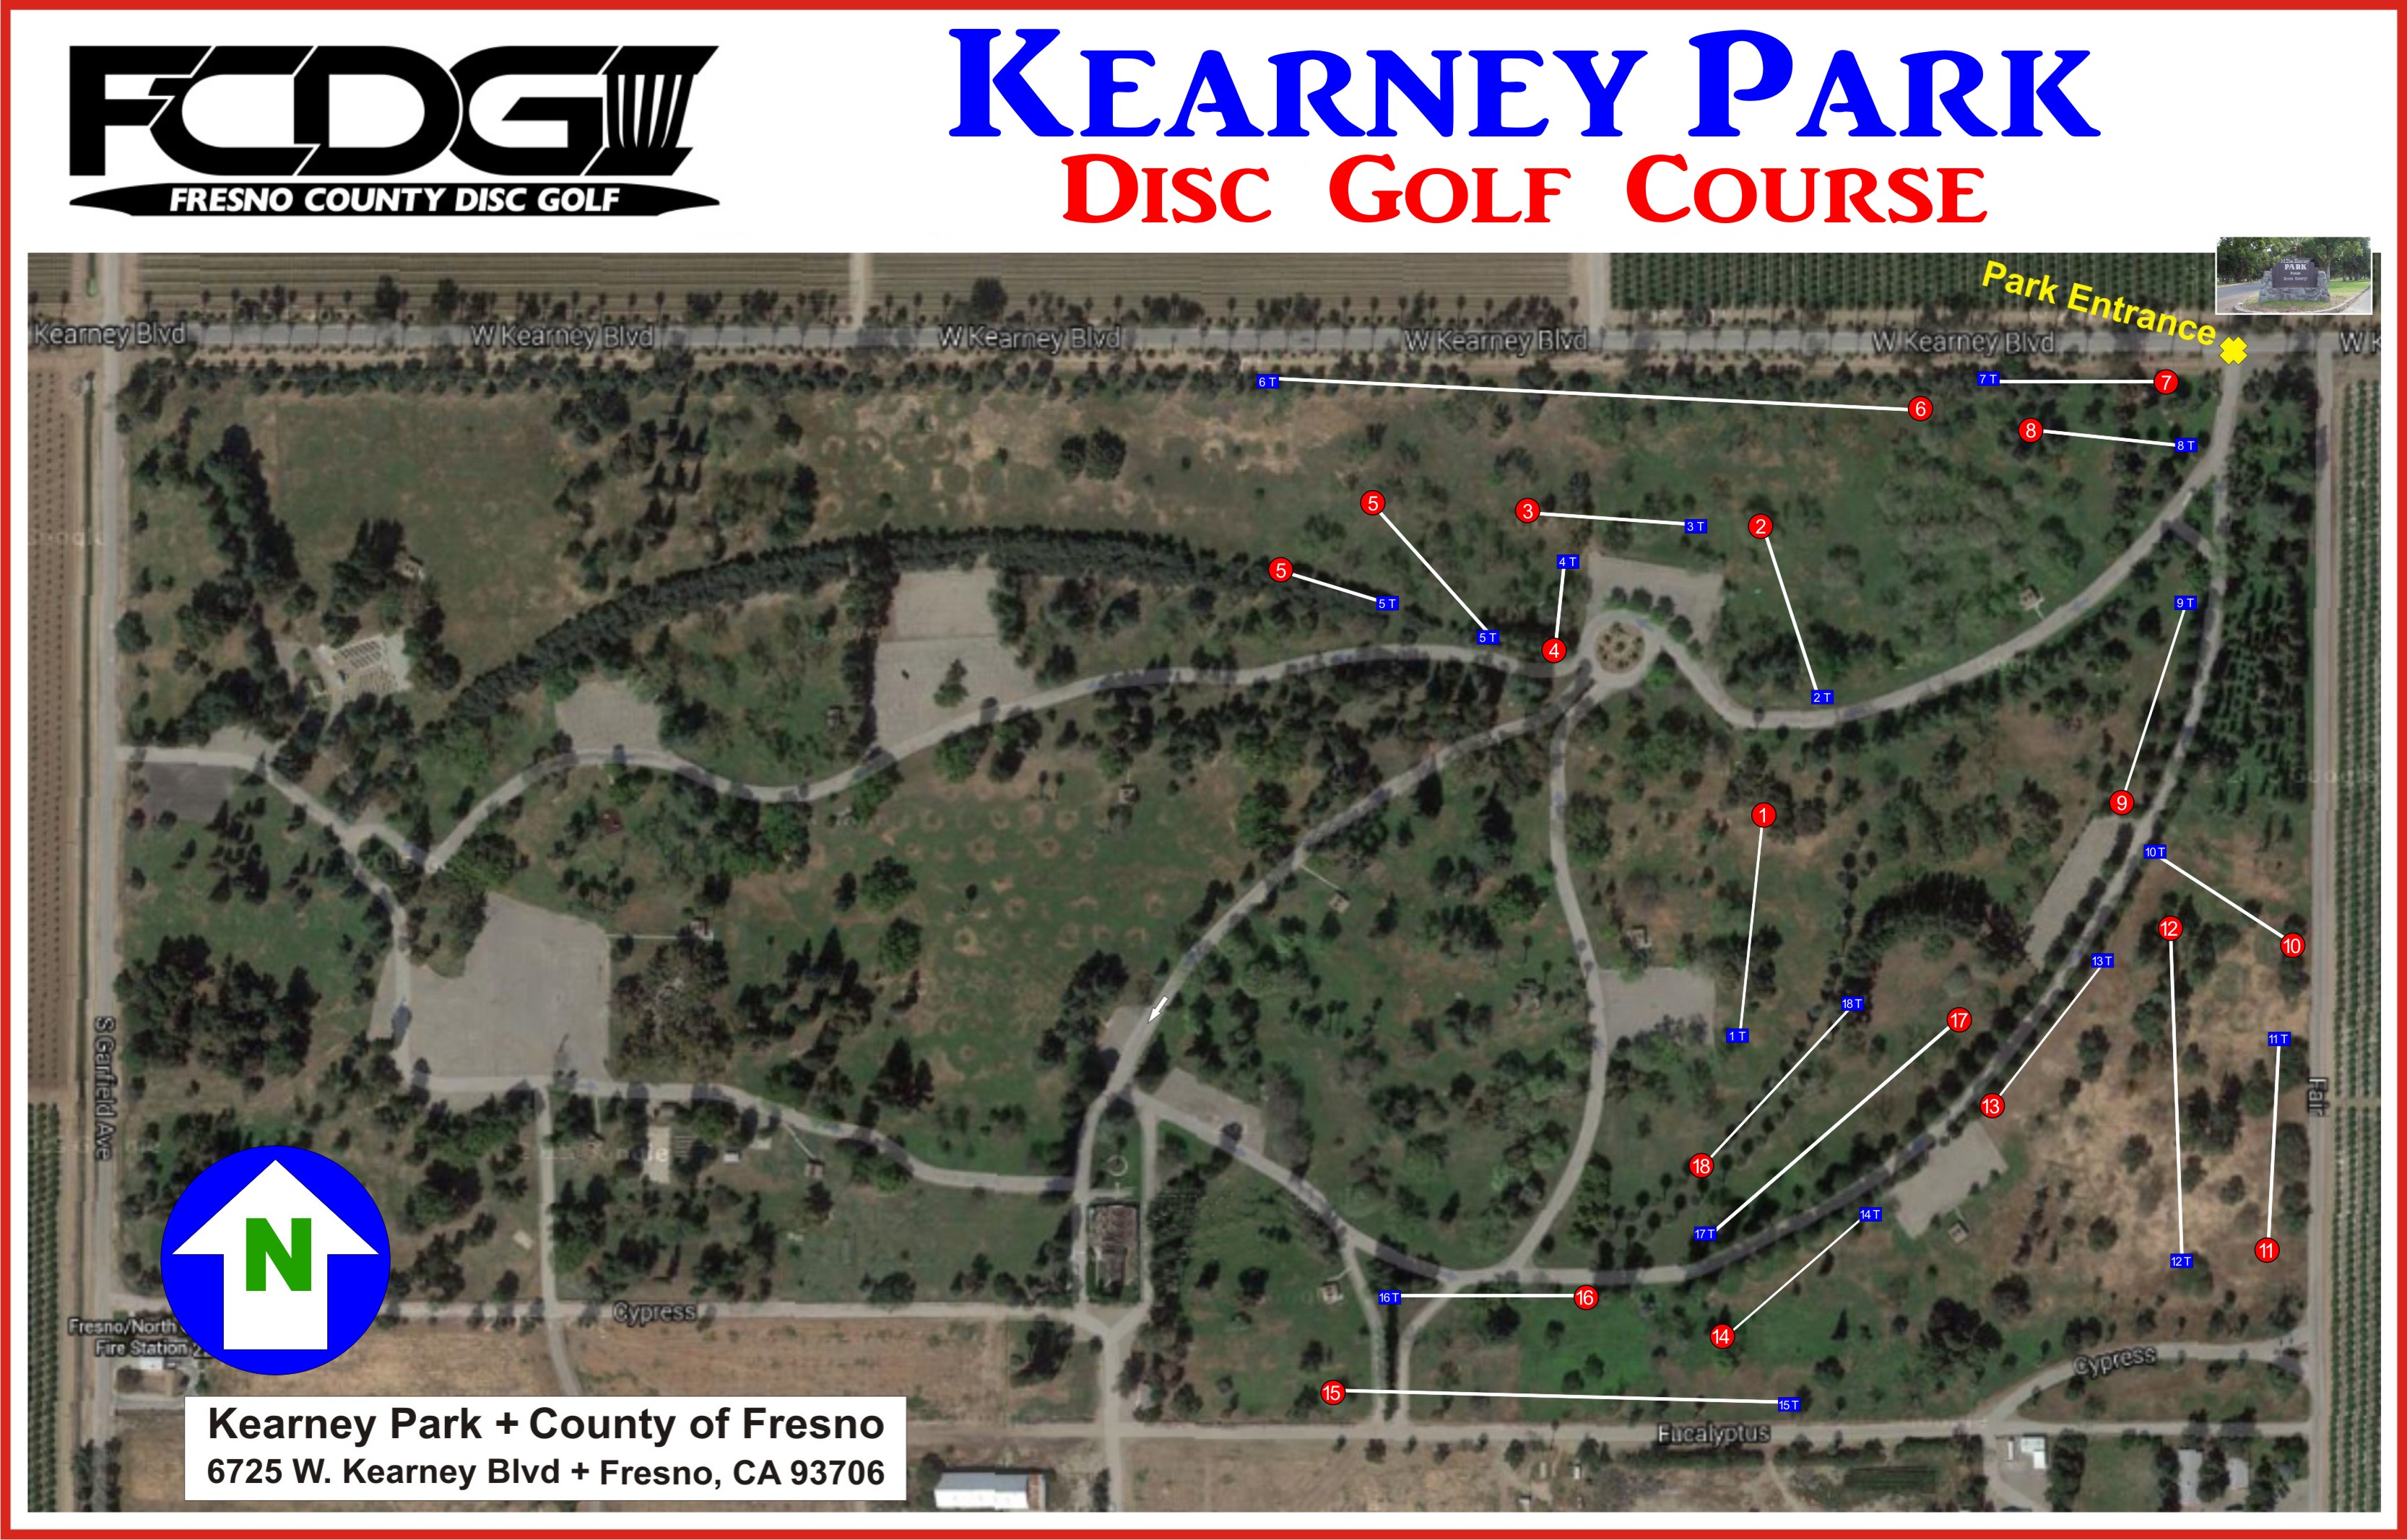 FCDG
FRESNO COUNTY DISC GOLF
KEARNEY PARK
DISC GOLF COURSE
PARK
Park Entrance
Kearney Blvd
W Kearney Blvd
W Kearney Blvd
W Kearney Blvd
W Kearney Blvd
W K
6 T
6
7 T
7
8
8 T
5
3
3 T
2
4 T
5
5 T
5 T
4
2 T
9 T
9
1
10 T
10
12
13 T
18 T
17
1 T
11 T
13
18
14 T
17 T
11
12 T
16 T
16
14
15
15 T
S Garfield Ave
Fair
Cypress
Cypress
Eucalyptus
Fresno/North
Fire Station
N
Kearney Park + County of Fresno
6725 W. Kearney Blvd + Fresno, CA 93706